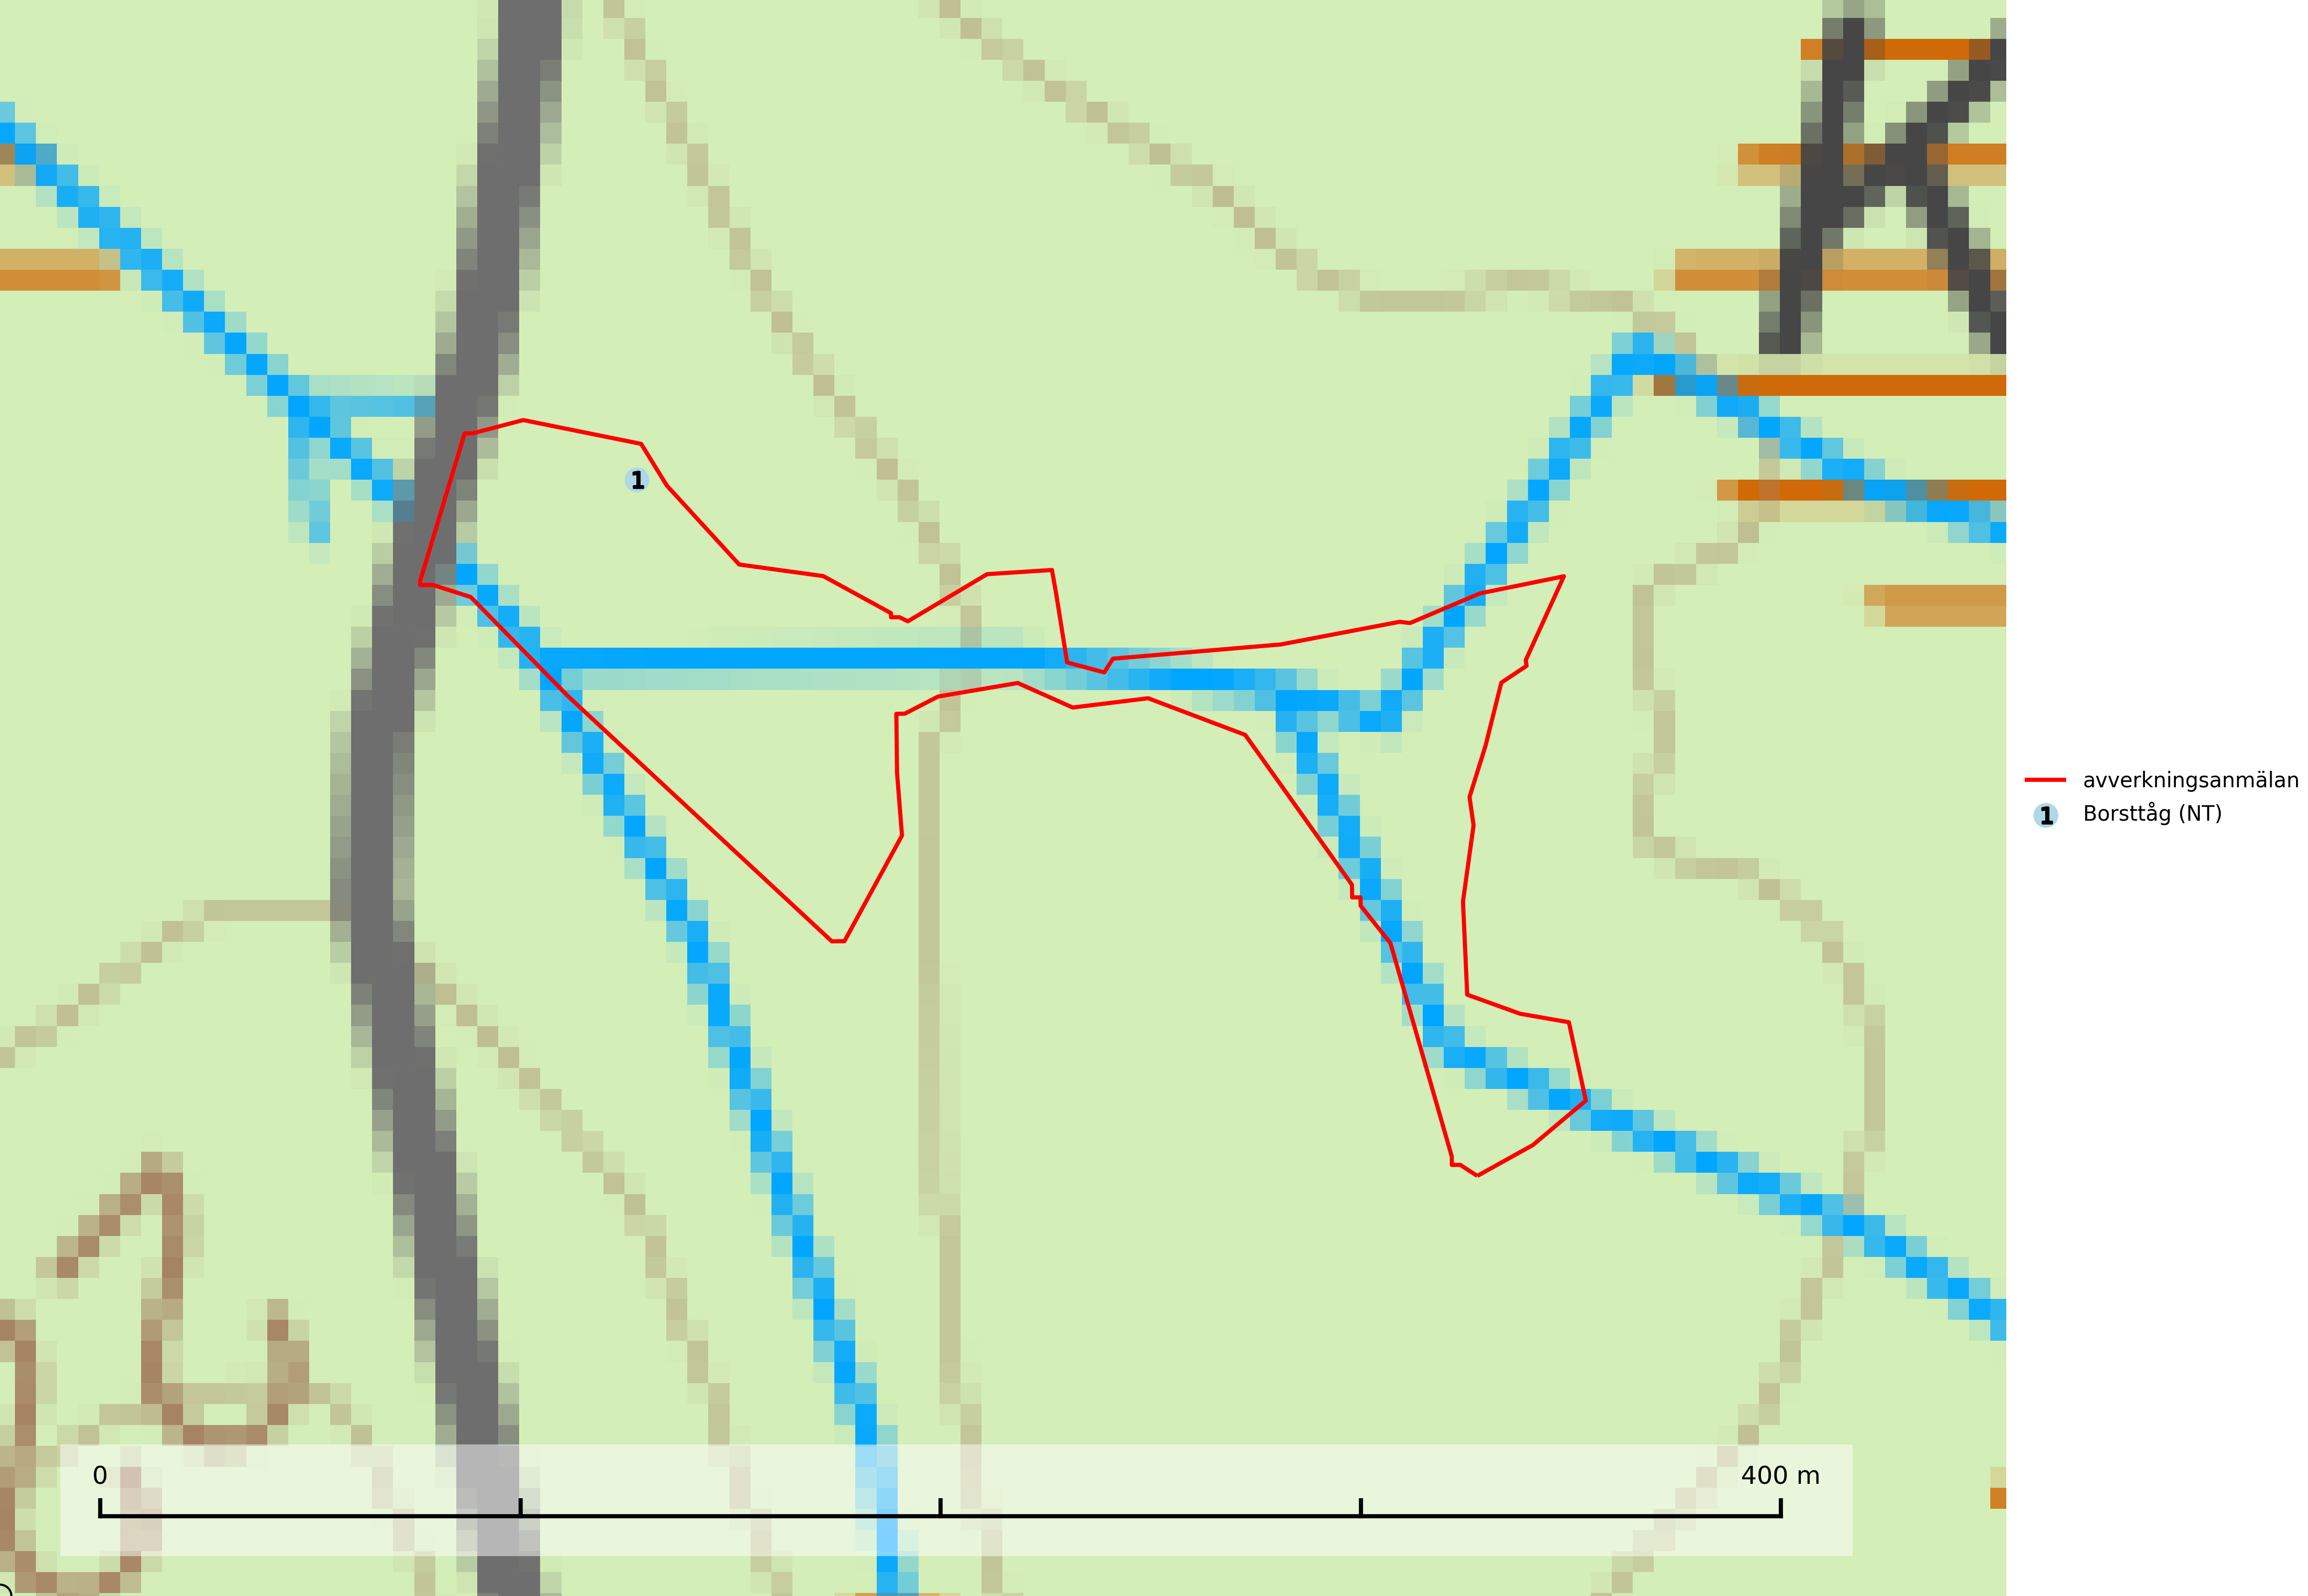 1
avverkningsanmälan
1 Borsttåg (NT)
0 400 m